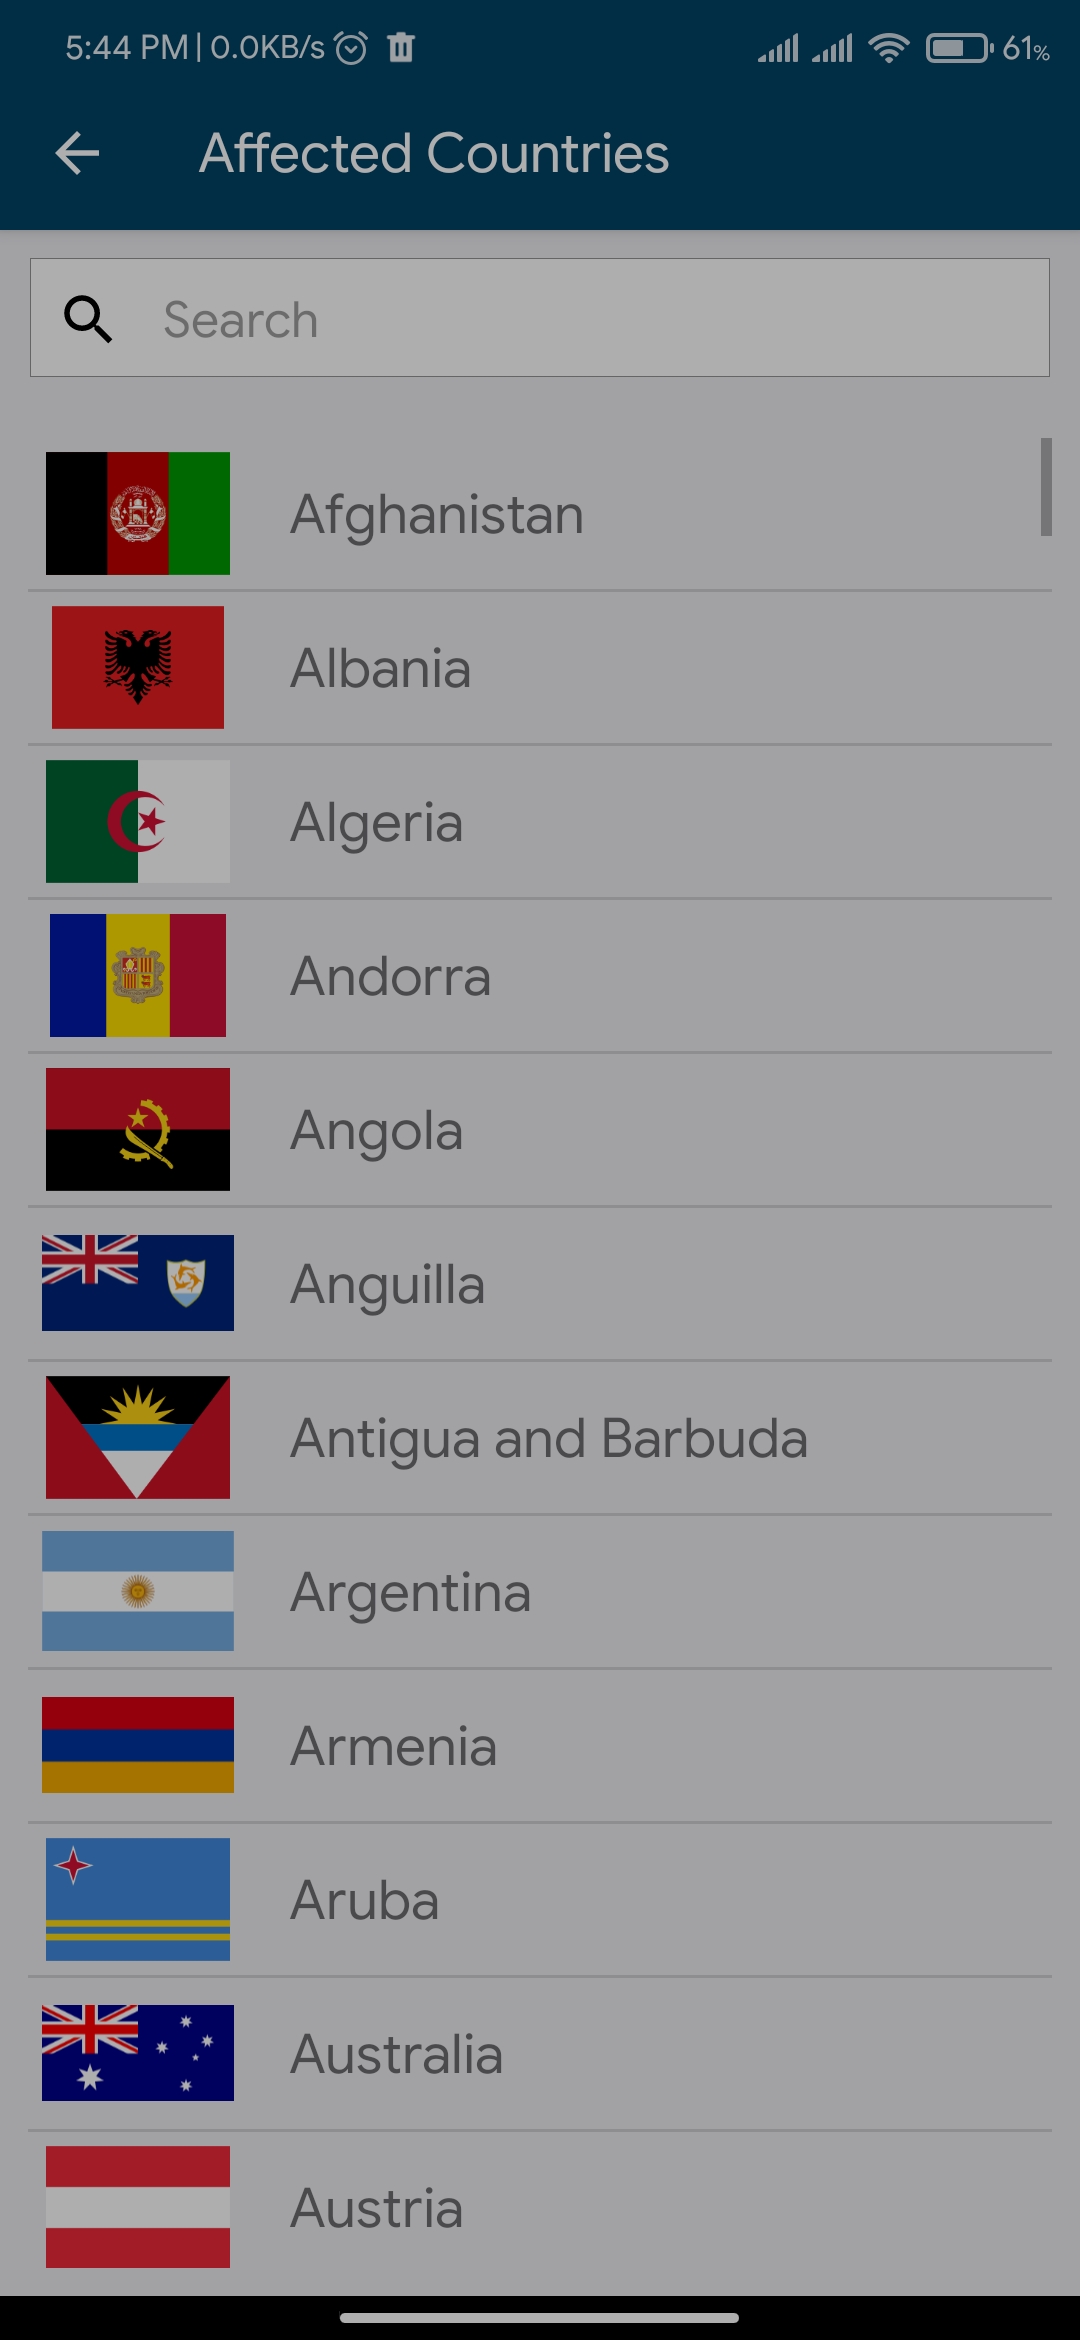 5:44 PM | 0.0KB/s 61%
Affected Countries
Search
Afghanistan
Albania
Algeria
Andorra
Angola
Anguilla
Antigua and Barbuda
Argentina
Armenia
Aruba
Australia
Austria